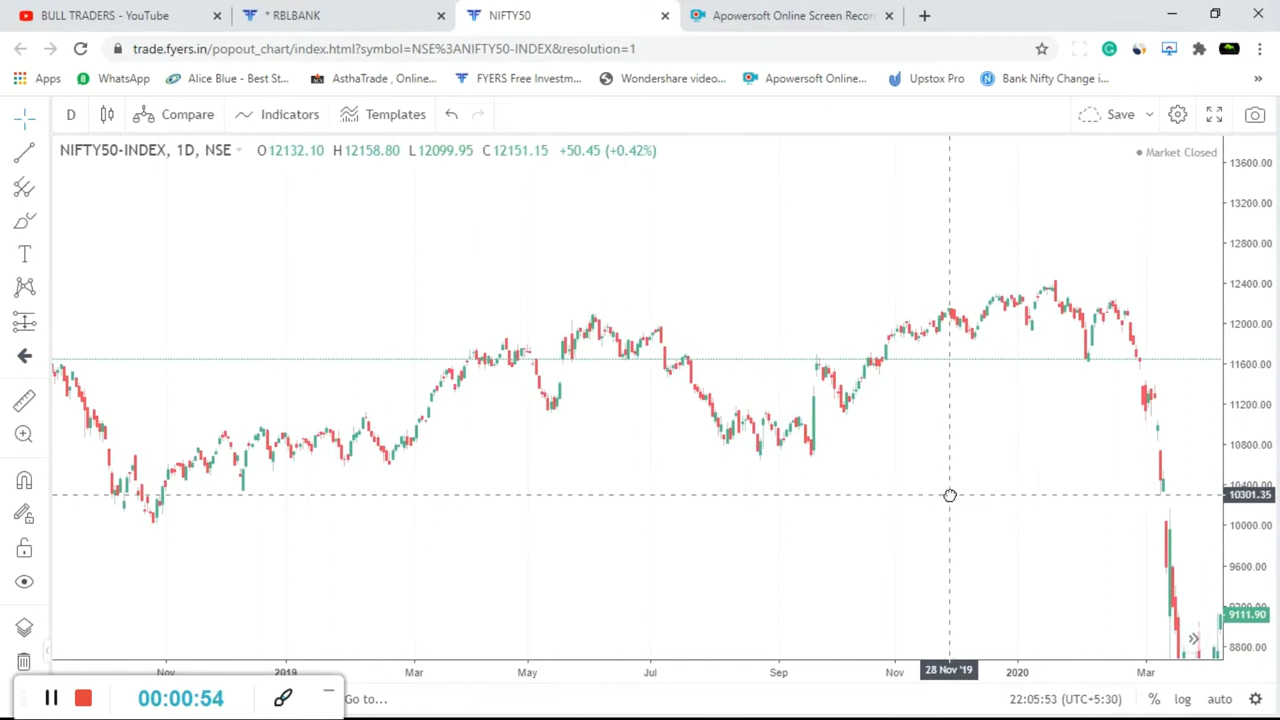 BULL TRADERS - YouTube
* RBLBANK
NIFTY50
Apowersoft Online Screen Recor
trade.fyers.in/popout_chart/index.html?symbol=NSE%3ANIFTY50-INDEX&resolution=1
Apps
WhatsApp
Alice Blue - Best St...
AsthaTrade , Online...
FYERS Free Investm...
Wondershare video...
Apowersoft Online...
Upstox Pro
Bank Nifty Change i...
»
D
Compare
Indicators
Templates
Save
NIFTY50-INDEX, 1D, NSE
O12132.10 H12158.80 L12099.95 C12151.15 +50.45 (+0.42%)
Market Closed
13600.00
13200.00
12800.00
12400.00
12000.00
11600.00
11200.00
10800.00
10400.00
10301.35
10000.00
9600.00
9200.00
9111.90
8800.00
Nov
2019
Mar
May
Jul
Sep
Nov
28 Nov '19
2020
Mar
00:00:54
Go to...
22:05:53 (UTC+5:30)
%
log
auto